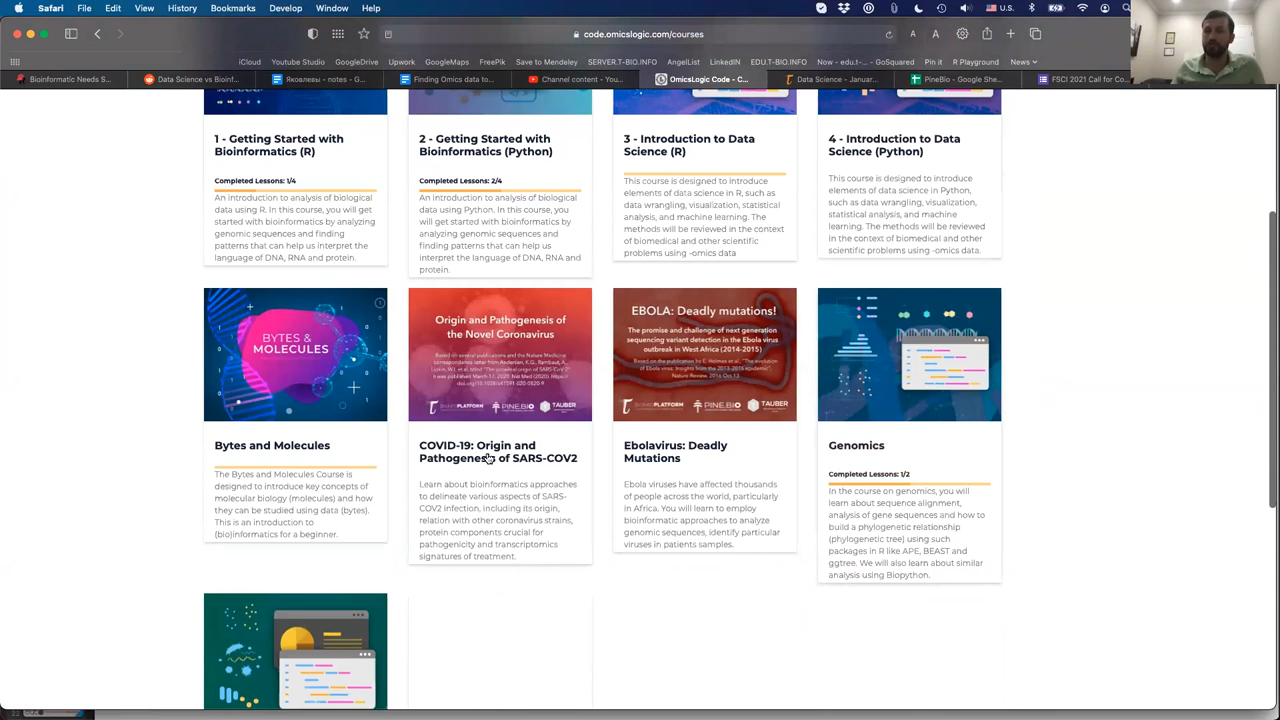 Safari File Edit View History Bookmarks Develop Window Help U.S.
code.omicslogic.com/courses
iCloud Youtube Studio GoogleDrive Upwork GoogleMaps FreePik Save to Mendeley SERVER.T-BIO.INFO AngelList LinkedIN EDU.T-BIO.INFO Now - edu.t-... - GoSquared Pin it R Playground News
Bioinformatic Needs S... Data Science vs Bioinf... Яковлевы - notes - G... Finding Omics data to... Channel content - You... OmicsLogic Code - C... Data Science - Januar... PineBio - Google She... FSCI 2021 Call for Co...
1 - Getting Started with
Bioinformatics (R)
Completed Lessons: 1/4
An introduction to analysis of biological
data using R. In this course, you will get
started with bioinformatics by analyzing
genomic sequences and finding
patterns that can help us interpret the
language of DNA, RNA and protein.
2 - Getting Started with
Bioinformatics (Python)
Completed Lessons: 2/4
An introduction to analysis of biological
data using Python. In this course, you
will get started with bioinformatics by
analyzing genomic sequences and
finding patterns that can help us
interpret the language of DNA, RNA and
protein.
3 - Introduction to Data
Science (R)
This course is designed to introduce
elements of data science in R, such as
data wrangling, visualization, statistical
analysis, and machine learning. The
methods will be reviewed in the context
of biomedical and other scientific
problems using -omics data
4 - Introduction to Data
Science (Python)
This course is designed to introduce
elements of data science in Python,
such as data wrangling, visualization,
statistical analysis, and machine
learning. The methods will be reviewed
in the context of biomedical and other
scientific problems using -omics data.
BYTES &
MOLECULES
Bytes and Molecules
The Bytes and Molecules Course is
designed to introduce key concepts of
molecular biology (molecules) and how
they can be studied using data (bytes).
This is an introduction to
(bio)informatics for a beginner.
Origin and Pathogenesis of
the Novel Coronavirus
PINE.BIO TAUBER
COVID-19: Origin and
Pathogenesis of SARS-COV2
Learn about bioinformatics approaches
to delineate various aspects of SARS-
COV2 infection, including its origin,
relation with other coronavirus strains,
protein components crucial for
pathogenicity and transcriptomics
signatures of treatment.
EBOLA: Deadly mutations!
The promise and challenge of next generation
sequencing variant detection in the Ebola virus
outbreak in West Africa (2014-2015)
PINE.BIO TAUBER
Ebolavirus: Deadly
Mutations
Ebola viruses have affected thousands
of people across the world, particularly
in Africa. You will learn to employ
bioinformatic approaches to analyze
genomic sequences, identify particular
viruses in patients samples.
Genomics
Completed Lessons: 1/2
In the course on genomics, you will
learn about sequence alignment,
analysis of gene sequences and how to
build a phylogenetic relationship
(phylogenetic tree) using such
packages in R like APE, BEAST and
ggtree. We will also learn about similar
analysis using Biopython.